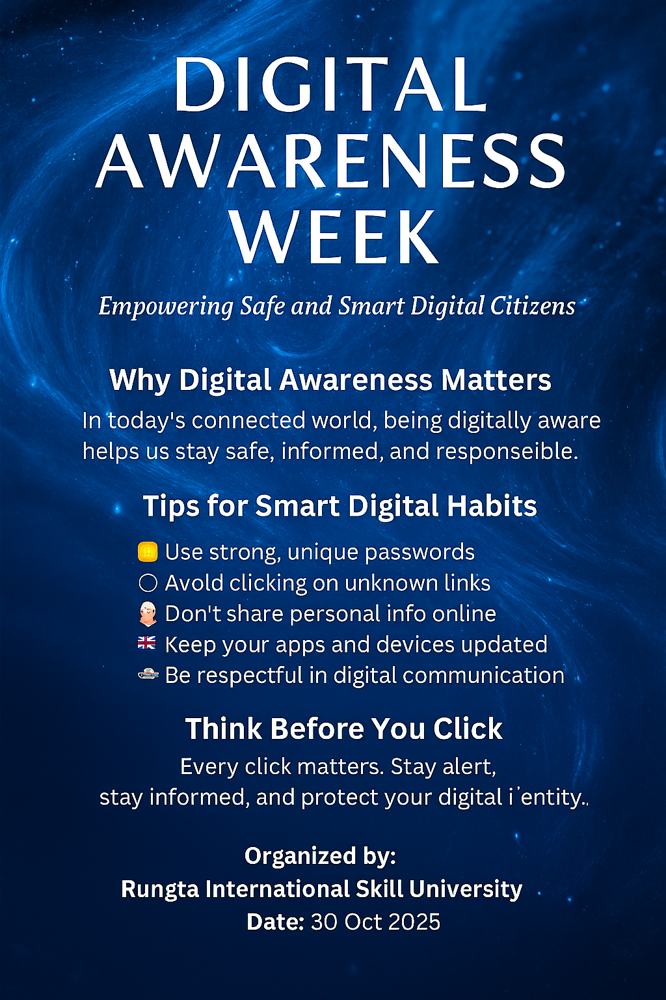 DIGITAL
AWARENESS
WEEK
Empowering Safe and Smart Digital Citizens
Why Digital Awareness Matters
In today's connected world, being digitally aware
helps us stay safe, informed, and responseible.
Tips for Smart Digital Habits
Use strong, unique passwords
Avold clicking on unknown links
Don't share personal info online
Keep your apps and devices updated
Be respectful in digital communication
Think Before You Click
Every click matters. Stay alert,
stay informed, and protect your digital i'entity..
Organized by:
Rungta International Skill University
Date: 30 Oct 2025